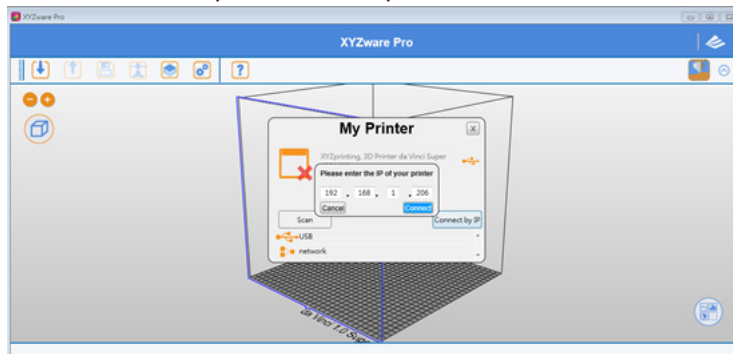 XYZware Pro
XYZware Pro
?
My Printer
X
XYZprinting, 3D Printer da Vinci Super
Please enter the IP of your printer
192 . 168 . 1 . 206
Cancel Connect
Scan Connect by IP
USB
network
da Vinci 1.0 Super